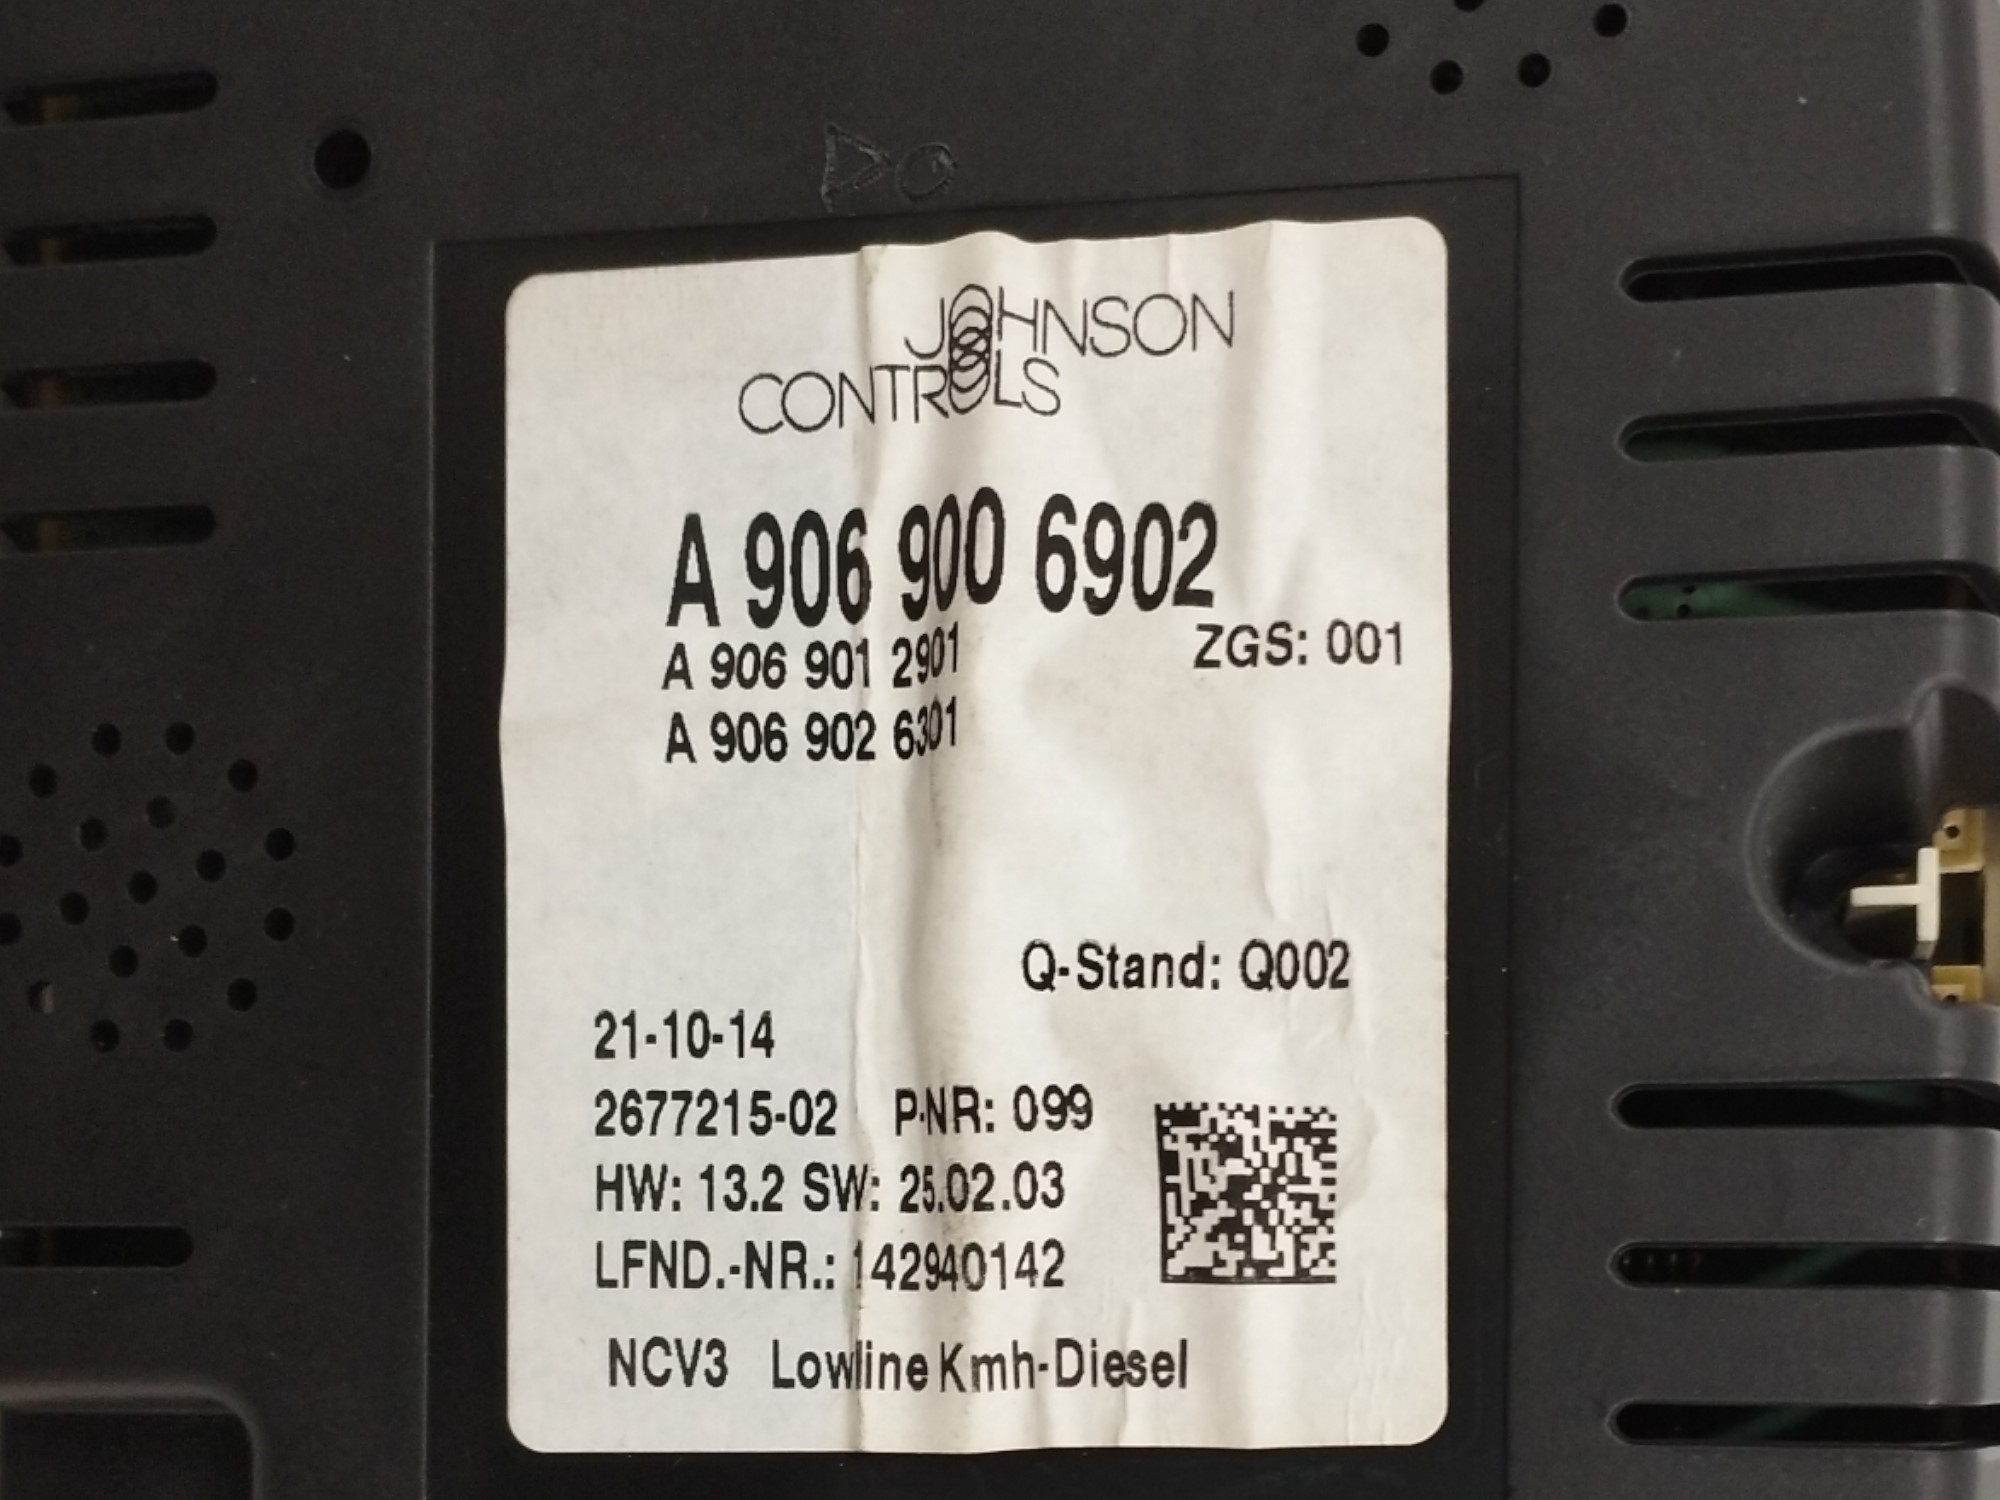 JOHNSON
CONTROLS
A 906 900 6902
A 906 901 2901
ZGS: 001
A 906 902 6301
Q-Stand: Q002
21-10-14
2677215-02 P-NR: 099
HW: 13.2 SW: 25.02.03
LFND.-NR.: 142940142
NCV3 Lowline Kmh-Diesel